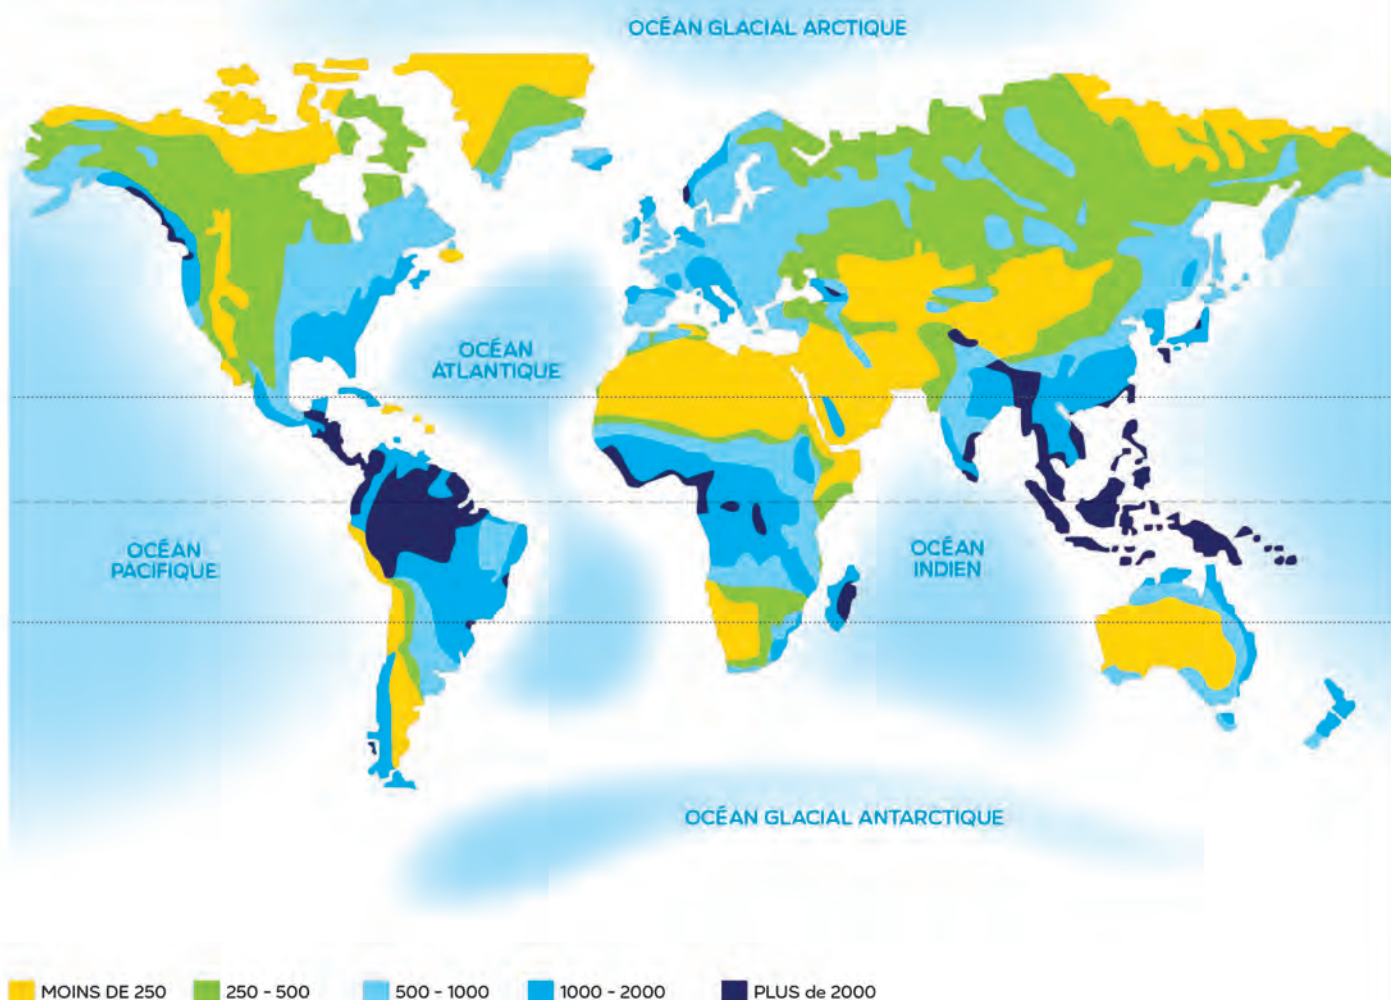 OCÉAN GLACIAL ARCTIQUE
OCÉAN
ATLANTIQUE
OCÉAN
PACIFIQUE
OCÉAN
INDIEN
OCÉAN GLACIAL ANTARCTIQUE
MOINS DE 250 250 - 500 500 - 1000 1000 - 2000 PLUS de 2000